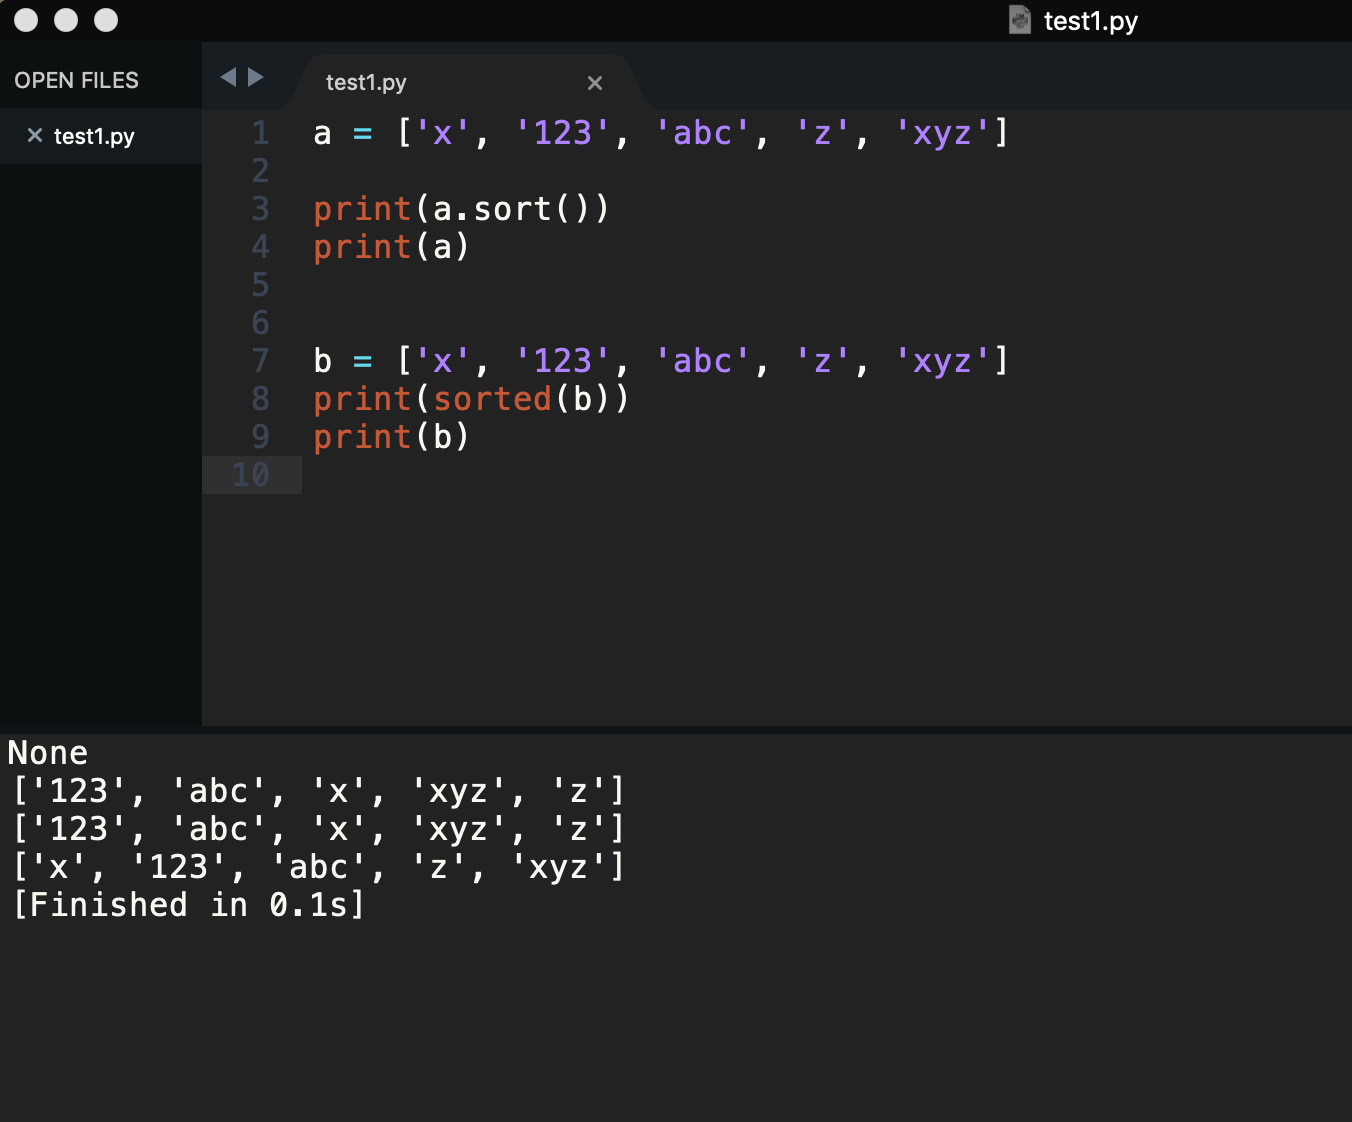 test1.py
OPEN FILES
test1.py
test1.py
1 a = ['x', '123', 'abc', 'z', 'xyz']
2
3 print(a.sort())
4 print(a)
5
6
7 b = ['x', '123', 'abc', 'z', 'xyz']
8 print(sorted(b))
9 print(b)
10
None
['123', 'abc', 'x', 'xyz', 'z']
['123', 'abc', 'x', 'xyz', 'z']
['x', '123', 'abc', 'z', 'xyz']
[Finished in 0.1s]